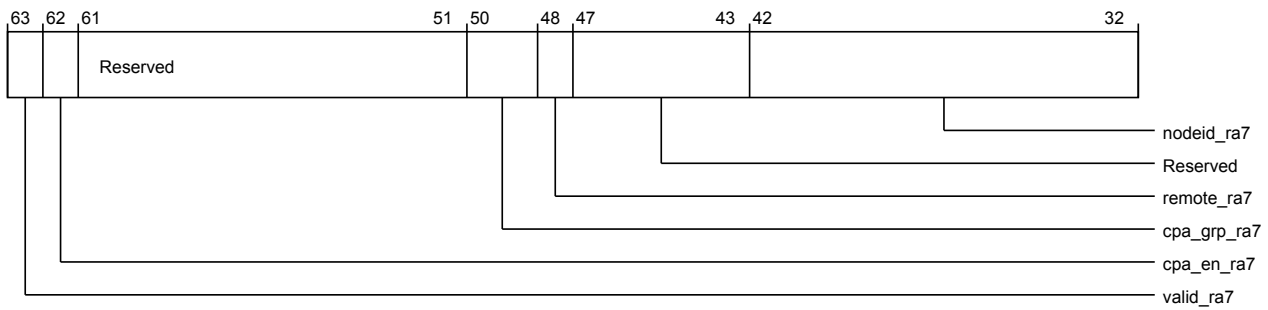 63 62 61 51 50 48 47 43 42 32
Reserved
nodeid_ra7
Reserved
remote_ra7
cpa_grp_ra7
cpa_en_ra7
valid_ra7